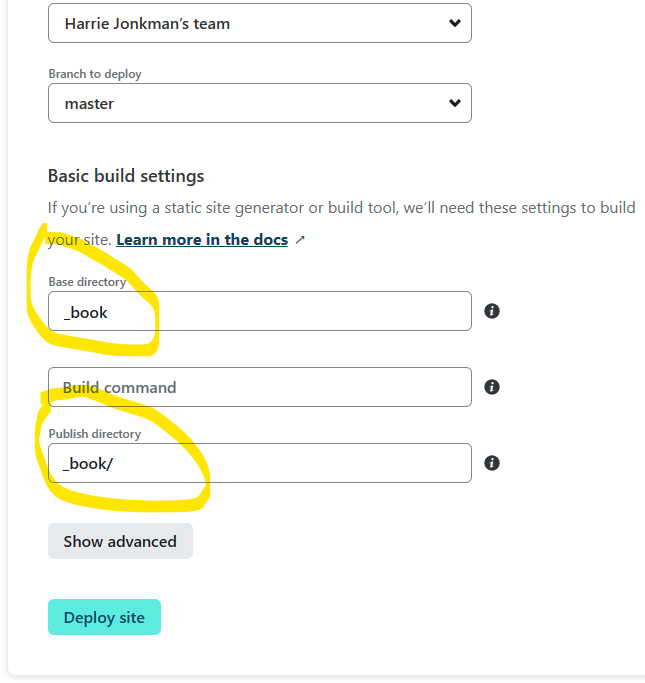 Harrie Jonkman’s team
Branch to deploy
master
Basic build settings
If you’re using a static site generator or build tool, we’ll need these settings to build
your site. Learn more in the docs ↗
Base directory
_book
Build command
Publish directory
_book/
Show advanced
Deploy site